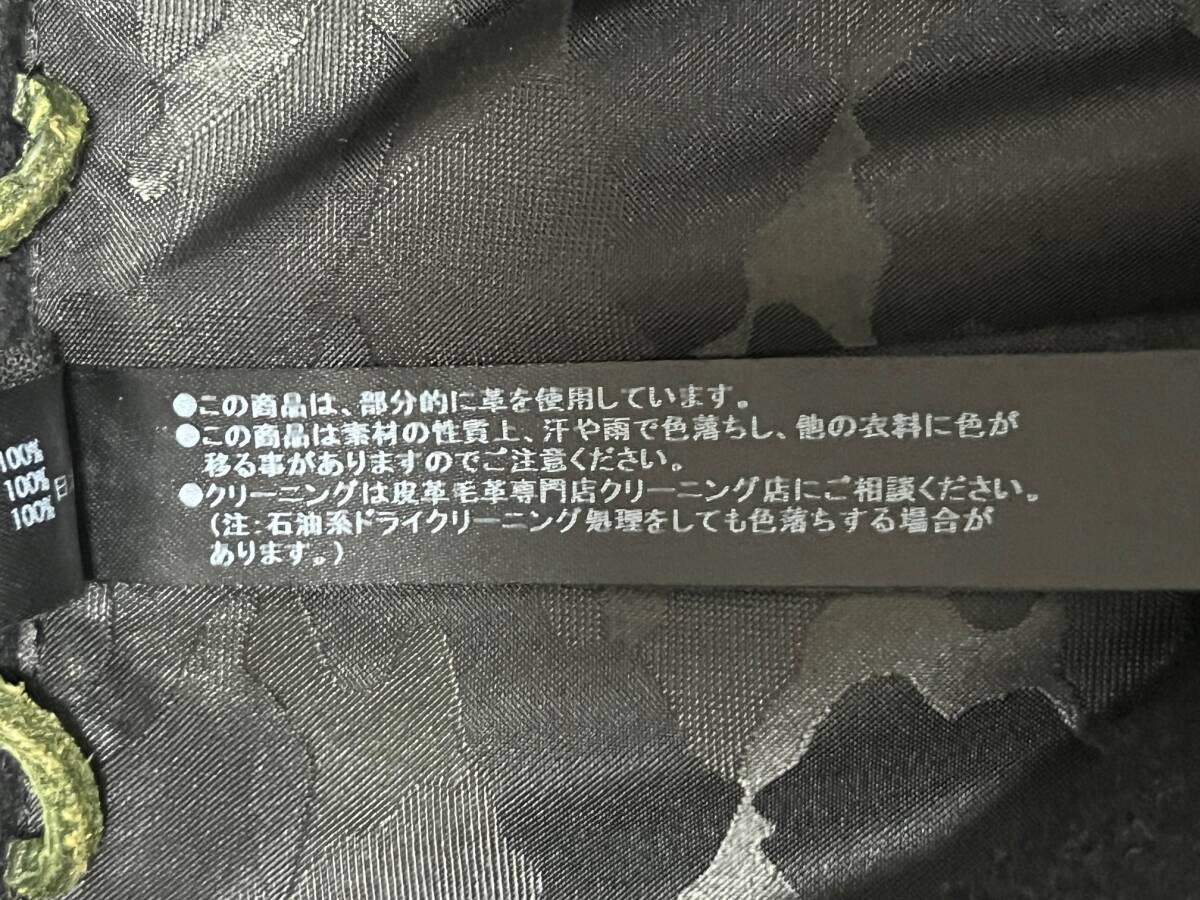 ●この商品は、部分的に革を使用しています。
●この商品は素材の性質上、汗や雨で色落ちし、他の衣料に色が
移る事がありますのでご注意ください。
●クリーニングは皮革毛革専門店クリーニング店にご相談ください。
(注:石油系ドライクリーニング処理をしても色落ちする場合が
あります。)
100%
100%
100%